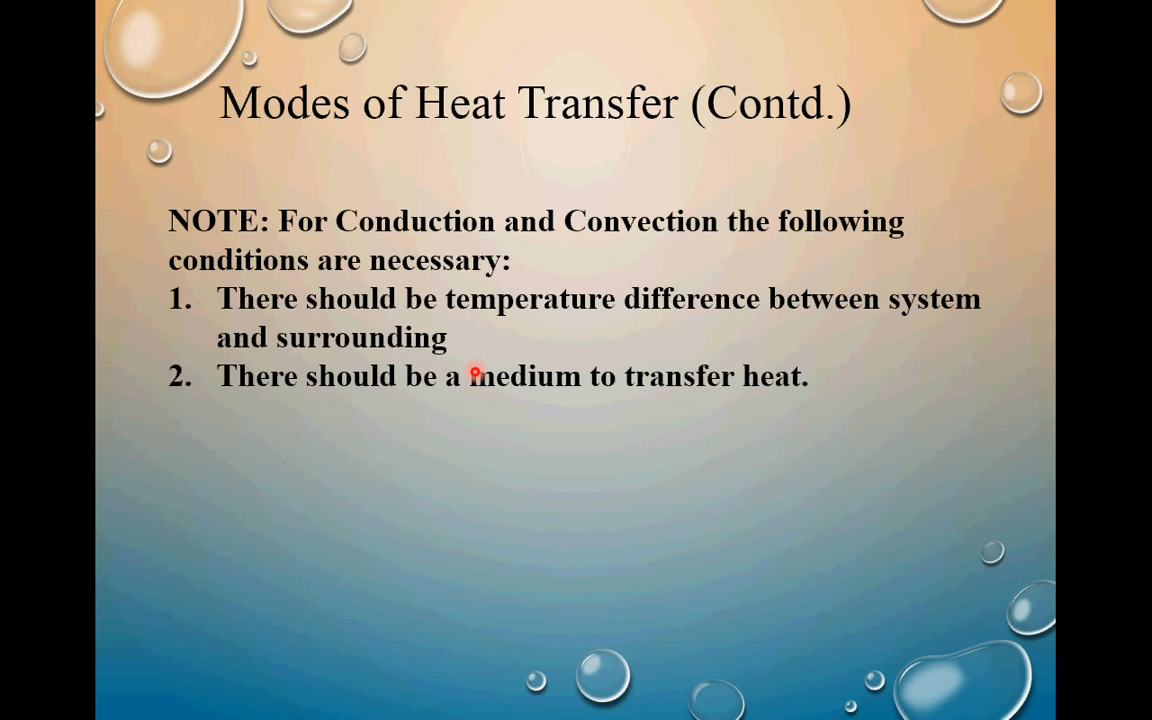 Modes of Heat Transfer (Contd.)
NOTE: For Conduction and Convection the following
conditions are necessary:
1. There should be temperature difference between system
and surrounding
2. There should be a medium to transfer heat.